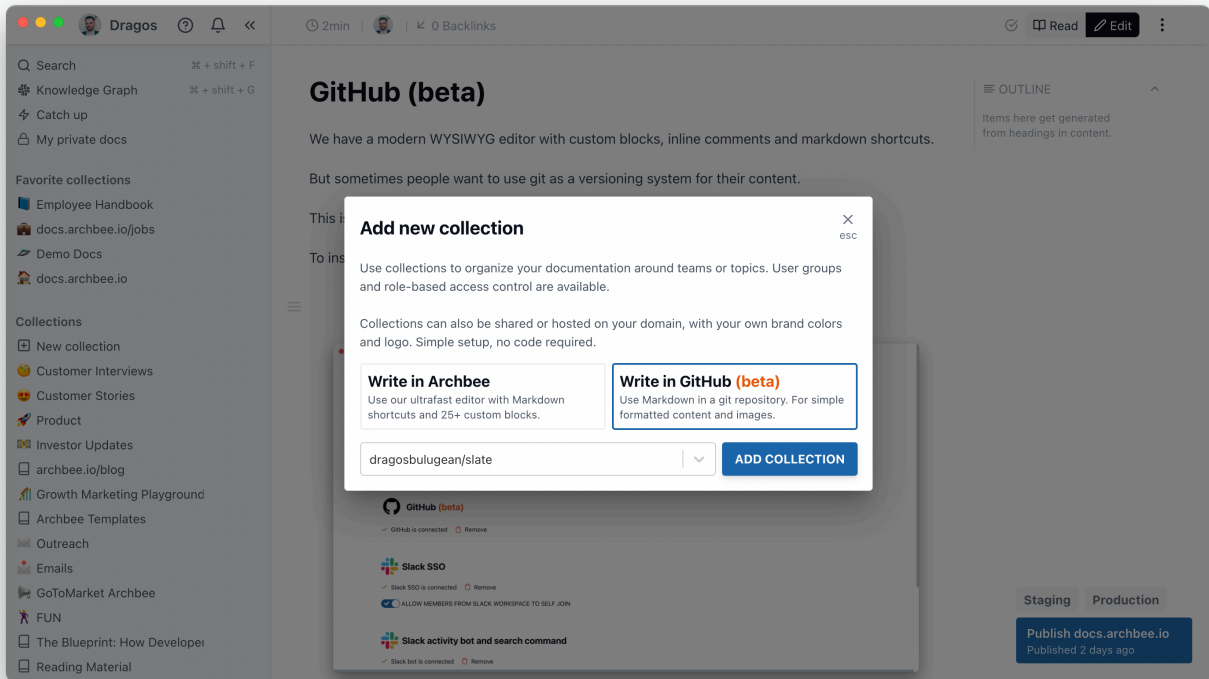 Dragos
2min
0 Backlinks
Read
Edit
Search ⌘ + shift + F
Knowledge Graph ⌘ + shift + G
Catch up
My private docs
Favorite collections
Employee Handbook
docs.archbee.io/jobs
Demo Docs
docs.archbee.io
Collections
New collection
Customer Interviews
Customer Stories
Product
Investor Updates
archbee.io/blog
Growth Marketing Playground
Archbee Templates
Outreach
Emails
GoToMarket Archbee
FUN
The Blueprint: How Developer
Reading Material
GitHub (beta)
We have a modern WYSIWYG editor with custom blocks, inline comments and markdown shortcuts.
But sometimes people want to use git as a versioning system for their content.
This
To
OUTLINE
Items here get generated
from headings in content.
Add new collection
esc
Use collections to organize your documentation around teams or topics. User groups
and role-based access control are available.
Collections can also be shared or hosted on your domain, with your own brand colors
and logo. Simple setup, no code required.
Write in Archbee
Use our ultrafast editor with Markdown
shortcuts and 25+ custom blocks.
Write in GitHub (beta)
Use Markdown in a git repository. For simple
formatted content and images.
dragosbulugean/slate
ADD COLLECTION
GitHub (beta)
GitHub is connected Remove
Slack SSO
Slack SSO is connected Remove
ALLOW MEMBERS FROM SLACK WORKSPACE TO SELF JOIN
Slack activity bot and search command
Slack bot is connected Remove
Staging
Production
Publish docs.archbee.io
Published 2 days ago